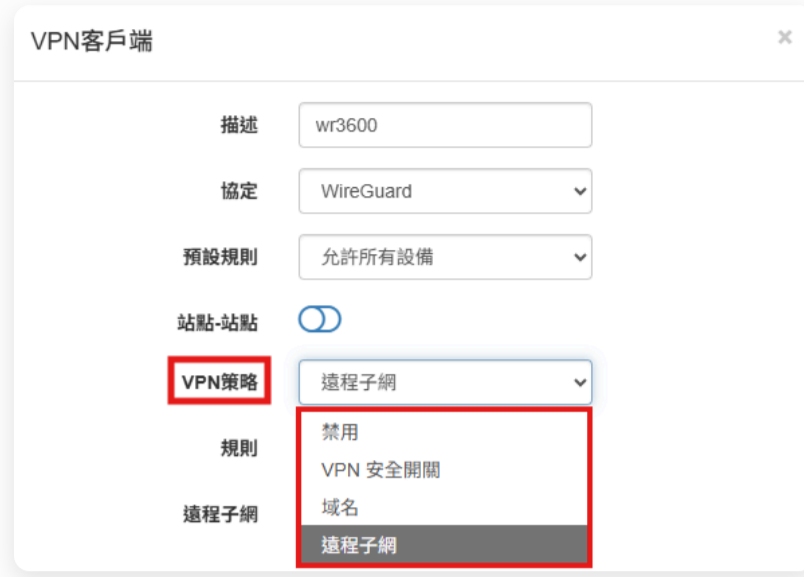 VPN客戶端
×
描述 wr3600
協定 WireGuard
預設規則 允許所有設備
站點-站點
VPN策略 遠程子網
禁用
規則
VPN 安全開關
域名
遠程子網
遠程子網